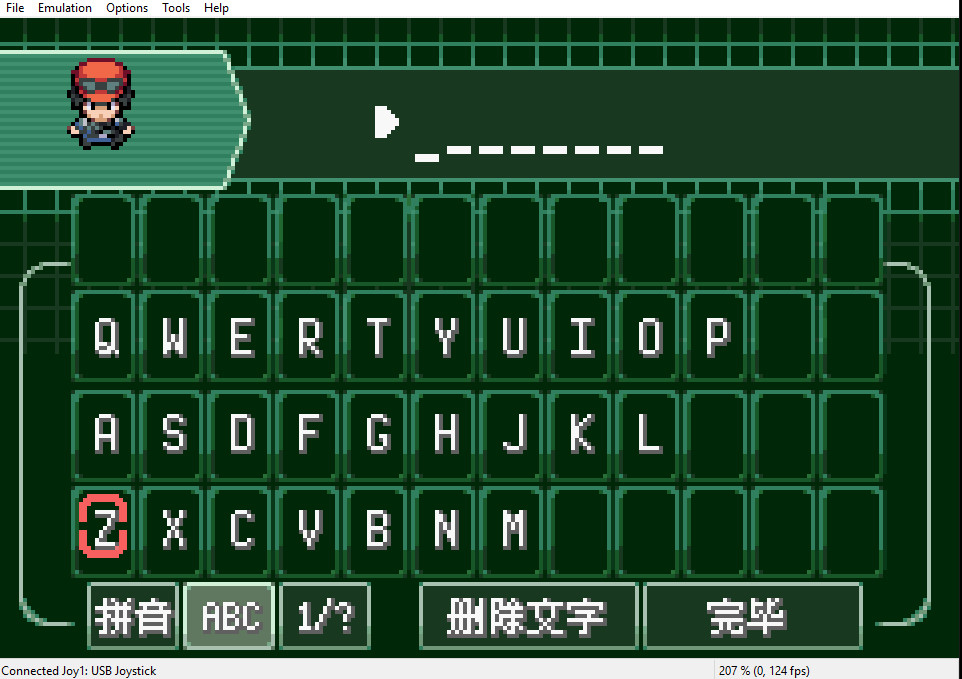 File Emulation Options Tools Help
Q W E R T Y U I O P
A S D F G H J K L
Z X C V B N M
拼音 ABC 1/? 删除文字 完毕
Connected Joy1: USB Joystick 207 % (0, 124 fps)